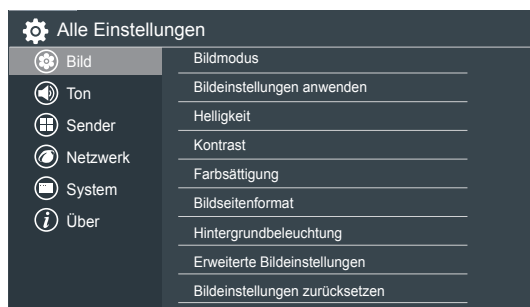 Alle Einstellungen
Bild
Ton
Sender
Netzwerk
System
Über
Bildmodus
Bildeinstellungen anwenden
Helligkeit
Kontrast
Farbsättigung
Bildseitenformat
Hintergrundbeleuchtung
Erweiterte Bildeinstellungen
Bildeinstellungen zurücksetzen